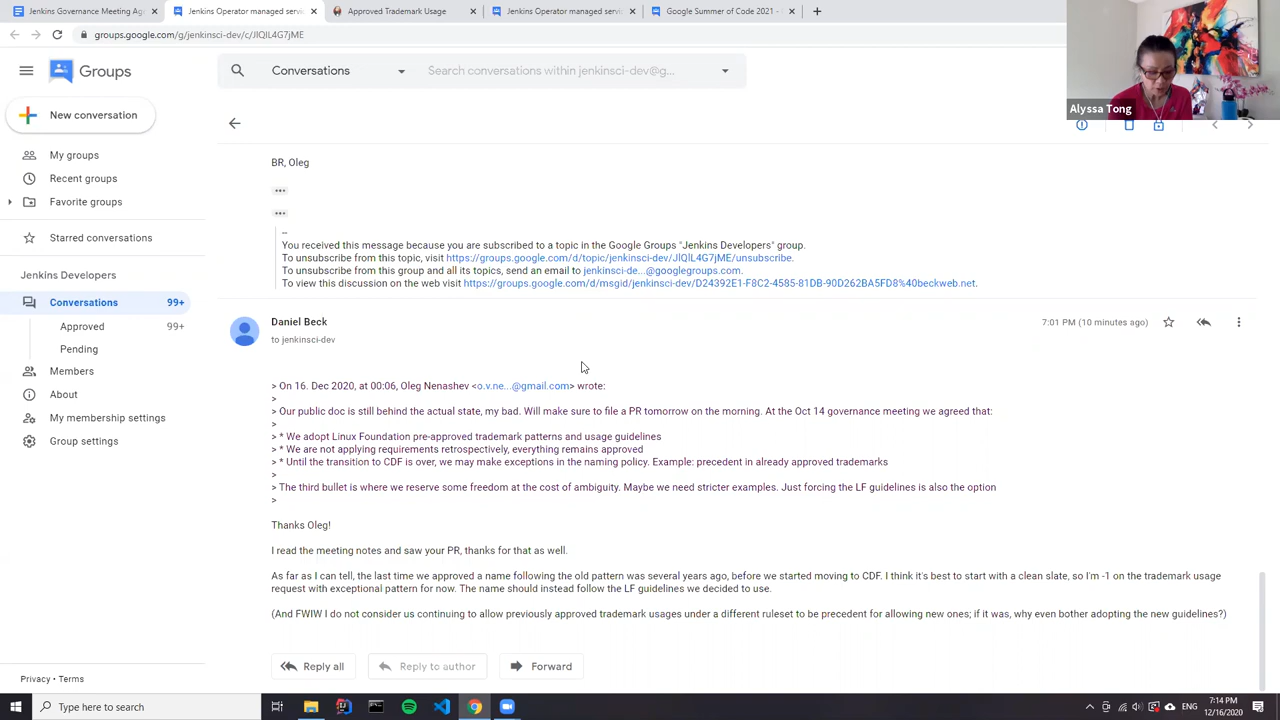 Jenkins Governance Meeting Age
Jenkins Operator managed servi
Approved Trademark Usage
Jenkins Operator managed servi
Google Summer of Code 2021 -
groups.google.com/g/jenkinsci-dev/c/JlQlL4G7jME
Groups
Conversations
Search conversations within jenkinsci-dev@g...
Alyssa Tong
New conversation
My groups
Recent groups
Favorite groups
Starred conversations
Jenkins Developers
Conversations 99+
Approved 99+
Pending
Members
About
My membership settings
Group settings
Privacy • Terms
BR, Oleg
--
You received this message because you are subscribed to a topic in the Google Groups "Jenkins Developers" group.
To unsubscribe from this topic, visit https://groups.google.com/d/topic/jenkinsci-dev/JlQlL4G7jME/unsubscribe.
To unsubscribe from this group and all its topics, send an email to jenkinsci-de...@googlegroups.com.
To view this discussion on the web visit https://groups.google.com/d/msgid/jenkinsci-dev/D24392E1-F8C2-4585-81DB-90D262BA5FD8%40beckweb.net.
Daniel Beck
7:01 PM (10 minutes ago)
to jenkinsci-dev
> On 16. Dec 2020, at 00:06, Oleg Nenashev <o.v.ne...@gmail.com> wrote:
>
> Our public doc is still behind the actual state, my bad. Will make sure to file a PR tomorrow on the morning. At the Oct 14 governance meeting we agreed that:
>
> * We adopt Linux Foundation pre-approved trademark patterns and usage guidelines
> * We are not applying requirements retrospectively, everything remains approved
> * Until the transition to CDF is over, we may make exceptions in the naming policy. Example: precedent in already approved trademarks
>
> The third bullet is where we reserve some freedom at the cost of ambiguity. Maybe we need stricter examples. Just forcing the LF guidelines is also the option
>
Thanks Oleg!
I read the meeting notes and saw your PR, thanks for that as well.
As far as I can tell, the last time we approved a name following the old pattern was several years ago, before we started moving to CDF. I think it's best to start with a clean slate, so I'm -1 on the trademark usage
request with exceptional pattern for now. The name should instead follow the LF guidelines we decided to use.
(And FWIW I do not consider us continuing to allow previously approved trademark usages under a different ruleset to be precedent for allowing new ones; if it was, why even bother adopting the new guidelines?)
Reply all
Reply to author
Forward
Type here to search
ENG
7:14 PM
12/16/2020